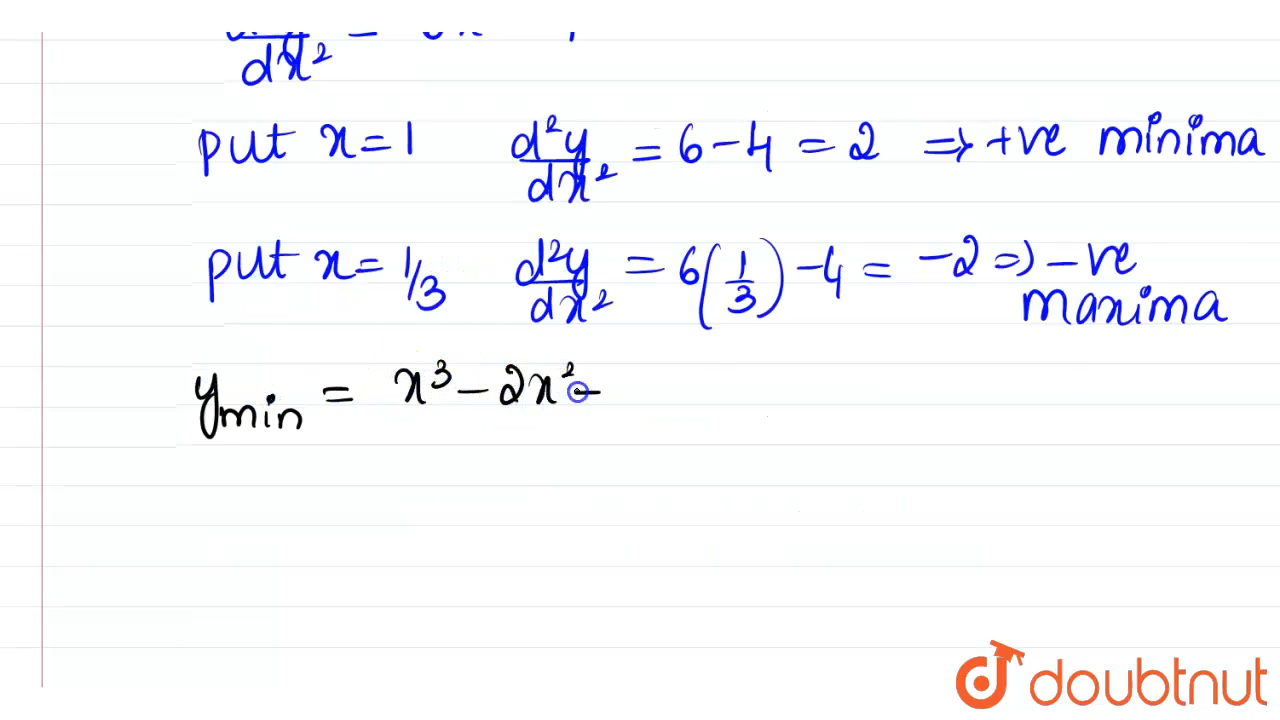 dx²
put x = 1 d²y/dx² = 6 - 4 = 2 ⇒ +ve minima
put x = 1/3 d²y/dx² = 6(1/3) - 4 = -2 ⇒ -ve
maxima
yₘᵢₙ = x³ - 2x² -
doubtnut